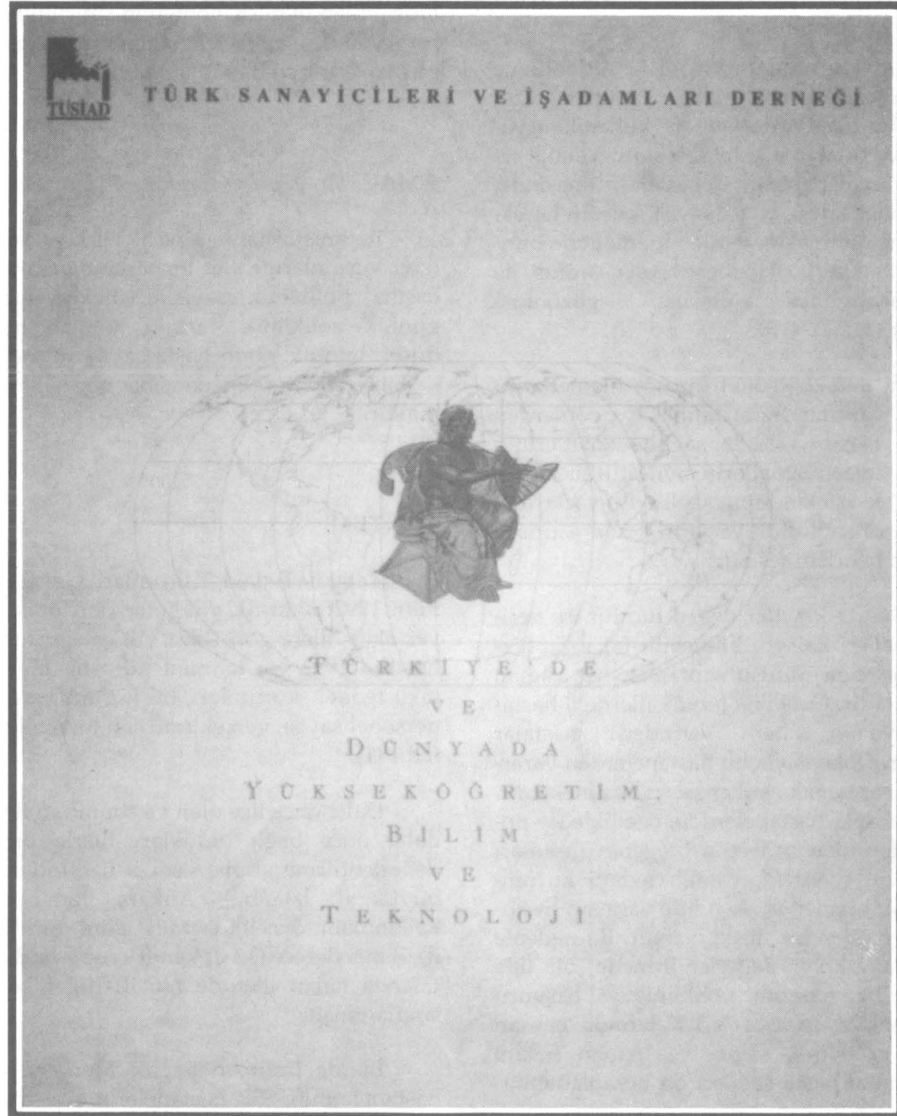 TÜSİAD
TÜRK SANAYİCİLERİ VE İŞADAMLARI DERNEĞİ
TÜRKİYE'DE
VE
DÜNYADA
YÜKSEKÖĞRETİM,
BİLİM
VE
TEKNOLOJİ